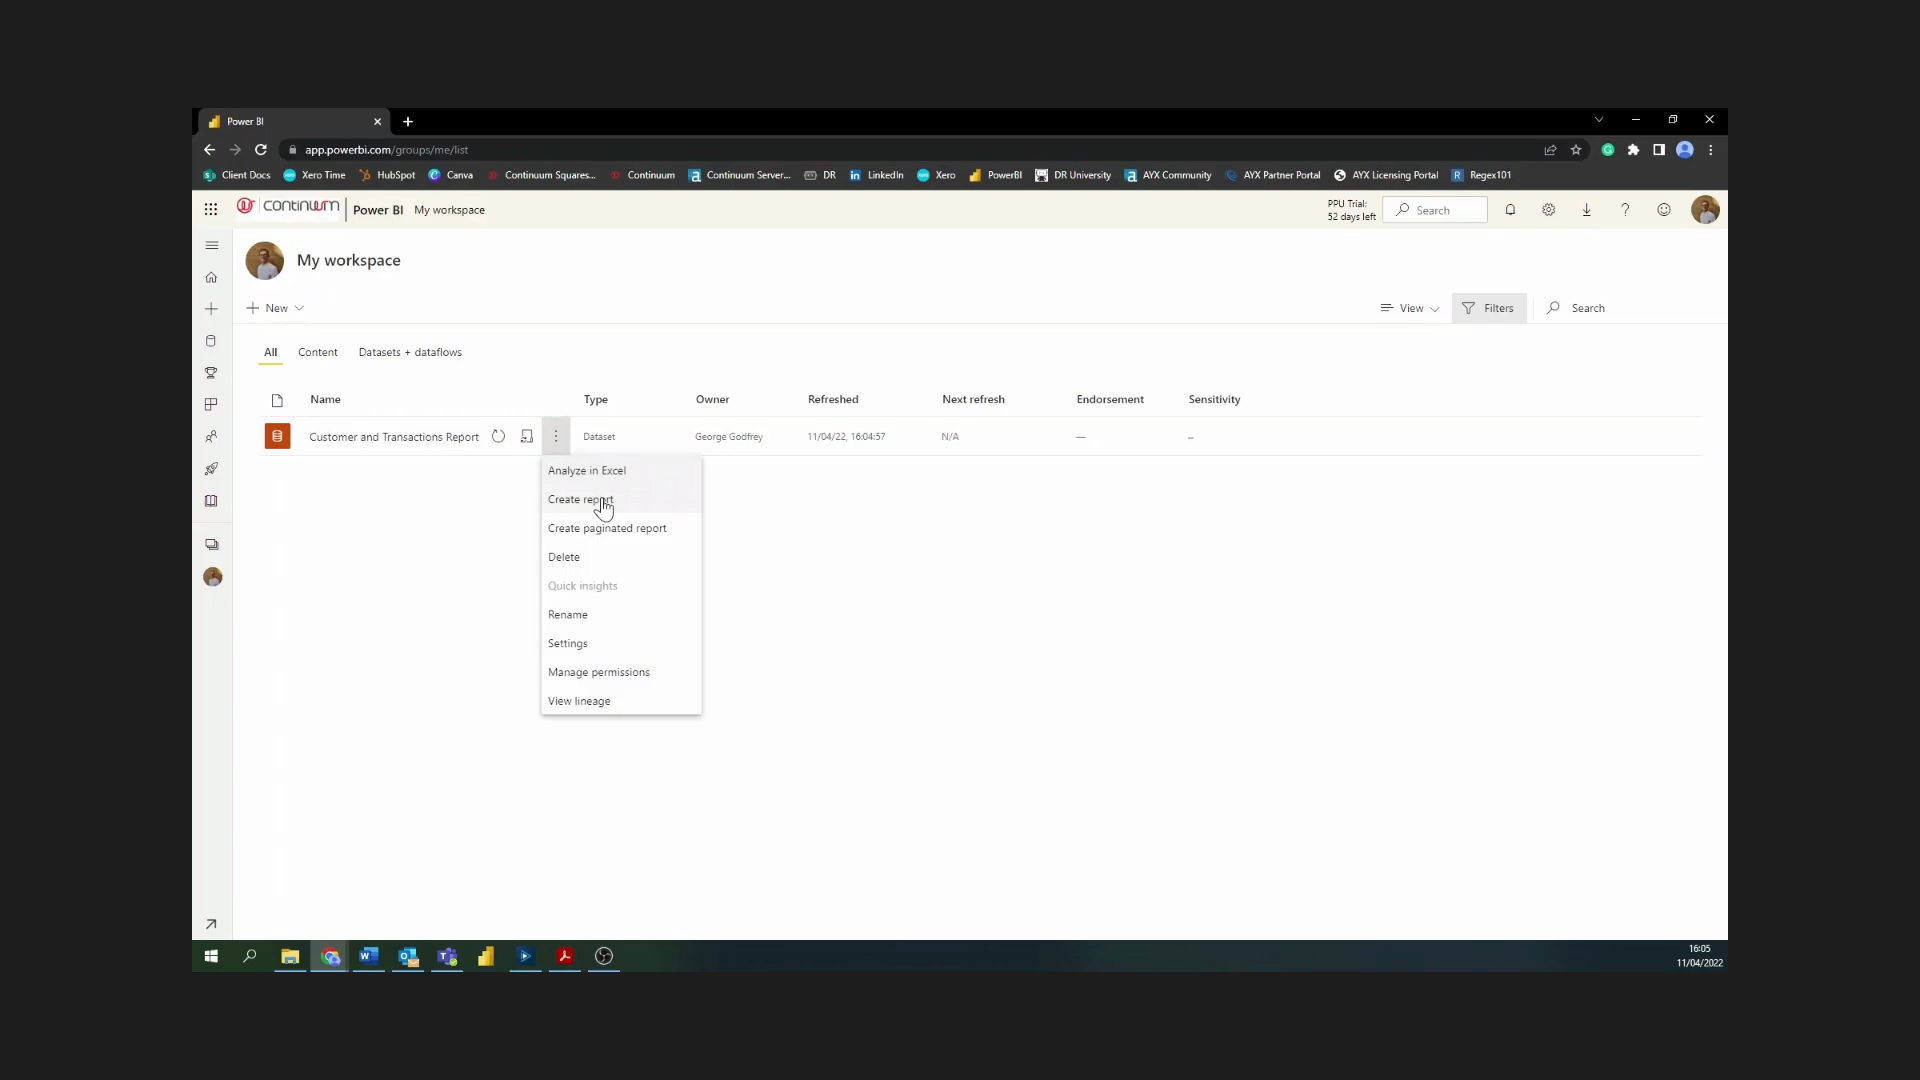 Power BI
app.powerbi.com/groups/me/list
Client Docs Xero Time HubSpot Canva Continuum Squares... Continuum Continuum Server... DR LinkedIn Xero PowerBI DR University AYX Community AYX Partner Portal AYX Licensing Portal Regex101
continuum Power BI My workspace
PPU Trial:
52 days left
Search
My workspace
New
View Filters Search
All Content Datasets + dataflows
Name Type Owner Refreshed Next refresh Endorsement Sensitivity
Customer and Transactions Report Dataset George Godfrey 11/04/22, 16:04:57 N/A — –
Analyze in Excel
Create report
Create paginated report
Delete
Quick insights
Rename
Settings
Manage permissions
View lineage
16:05
11/04/2022